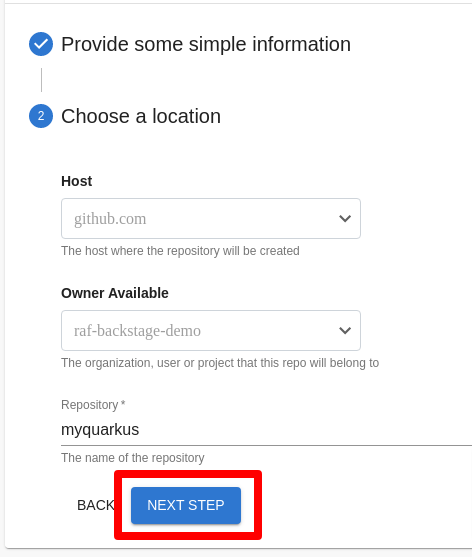 Provide some simple information
2
Choose a location
Host
github.com
The host where the repository will be created
Owner Available
raf-backstage-demo
The organization, user or project that this repo will belong to
Repository *
myquarkus
The name of the repository
BACK
NEXT STEP